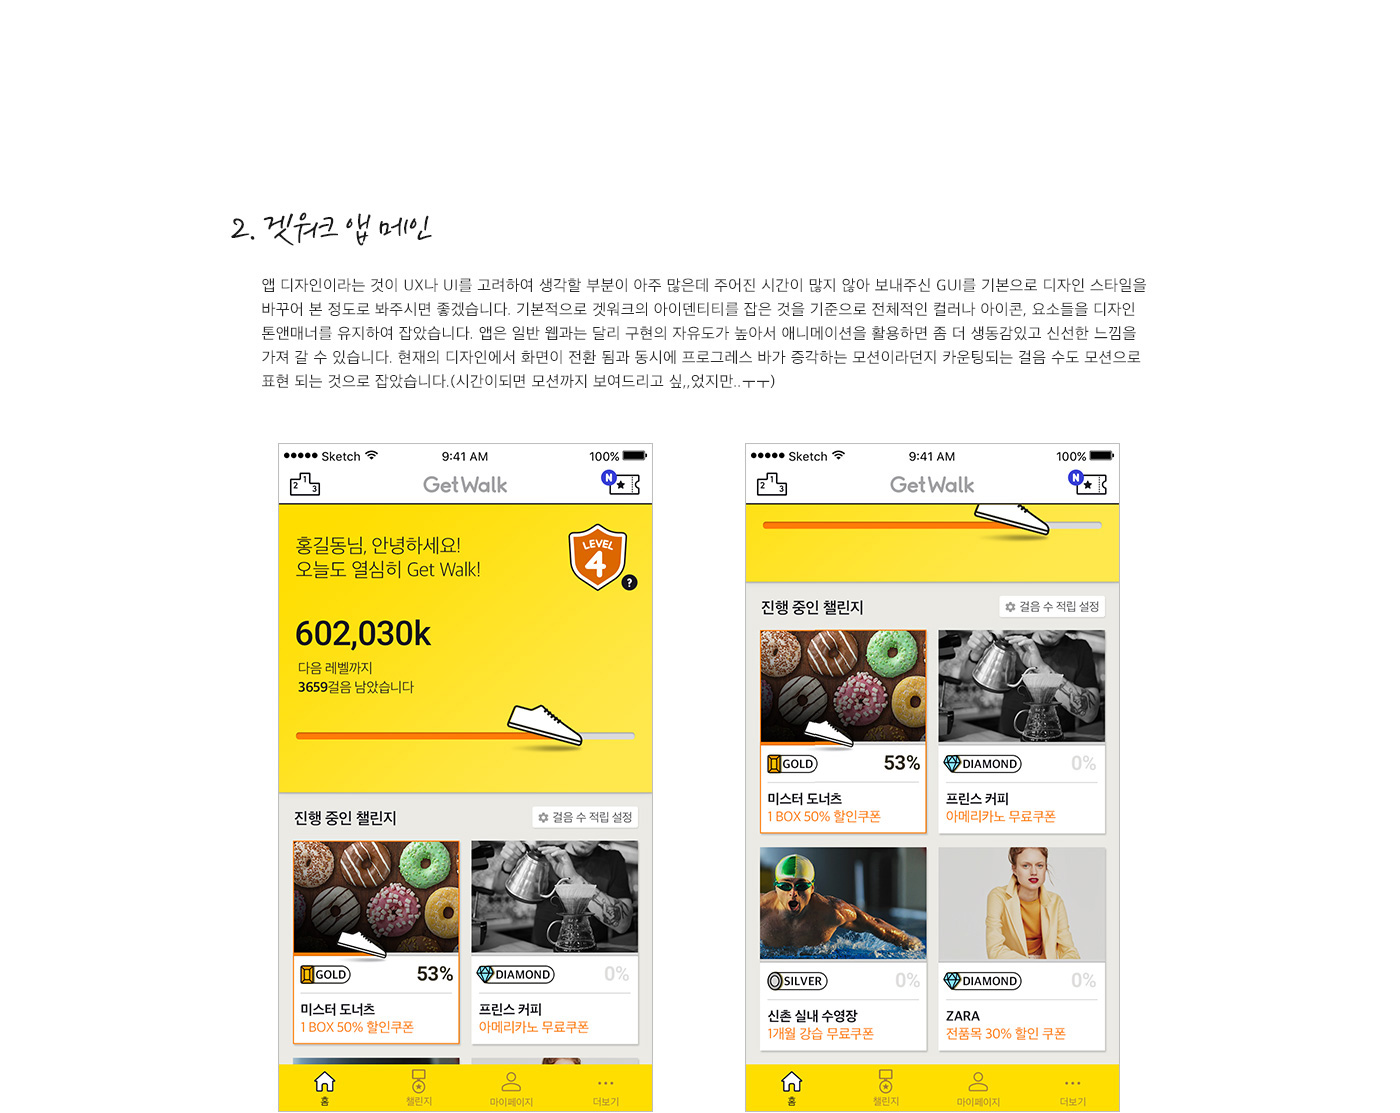 2. 겟워크 앱 메인
앱 디자인이라는 것이 UX나 UI를 고려하여 생각할 부분이 아주 많은데 주어진 시간이 많지 않아 보내주신 GUI를 기본으로 디자인 스타일을
바꾸어 본 정도로 봐주시면 좋겠습니다. 기본적으로 겟워크의 아이덴티티를 잡은 것을 기준으로 전체적인 컬러나 아이콘, 요소들을 디자인
톤앤매너를 유지하여 잡았습니다. 앱은 일반 웹과는 달리 구현의 자유도가 높아서 애니메이션을 활용하면 좀 더 생동감있고 신선한 느낌을
가져 갈 수 있습니다. 현재의 디자인에서 화면이 전환 됨과 동시에 프로그레스 바가 증각하는 모션이라던지 카운팅되는 걸음 수도 모션으로
표현 되는 것으로 잡았습니다.(시간이되면 모션까지 보여드리고 싶,,었지만..ㅜㅜ)
Sketch 9:41 AM 100%
2 1 3 GetWalk N
홍길동님, 안녕하세요!
오늘도 열심히 Get Walk!
LEVEL
4
?
602,030k
다음 레벨까지
3659걸음 남았습니다
진행 중인 챌린지 걸음 수 적립 설정
GOLD 53%
미스터 도너츠
1 BOX 50% 할인쿠폰
DIAMOND 0%
프린스 커피
아메리카노 무료쿠폰
홈 챌린지 마이페이지 더보기
Sketch 9:41 AM 100%
2 1 3 GetWalk N
진행 중인 챌린지 걸음 수 적립 설정
GOLD 53%
미스터 도너츠
1 BOX 50% 할인쿠폰
DIAMOND 0%
프린스 커피
아메리카노 무료쿠폰
SILVER 0%
신촌 실내 수영장
1개월 강습 무료쿠폰
DIAMOND 0%
ZARA
전품목 30% 할인 쿠폰
홈 챌린지 마이페이지 더보기